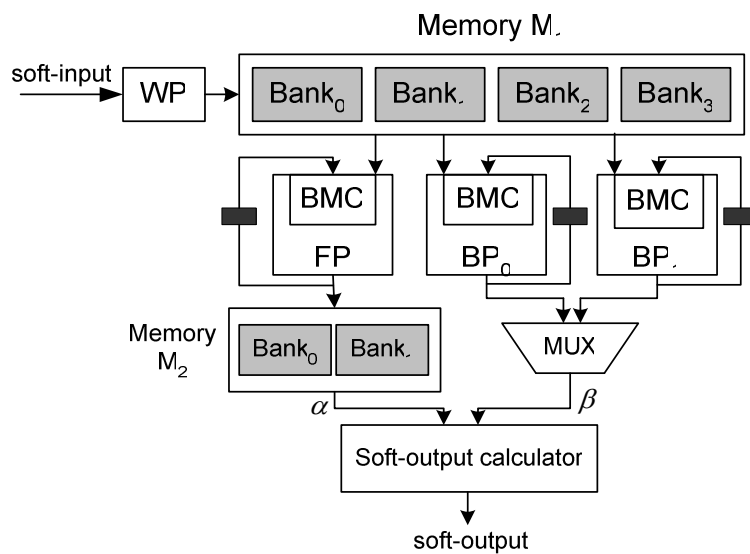 Memory M
soft-input
WP
Bank₀
Bank
Bank₂
Bank₃
BMC
BMC
BMC
FP
BP₀
BP
Memory
M₂
Bank₀
Bank
MUX
α
β
Soft-output calculator
soft-output